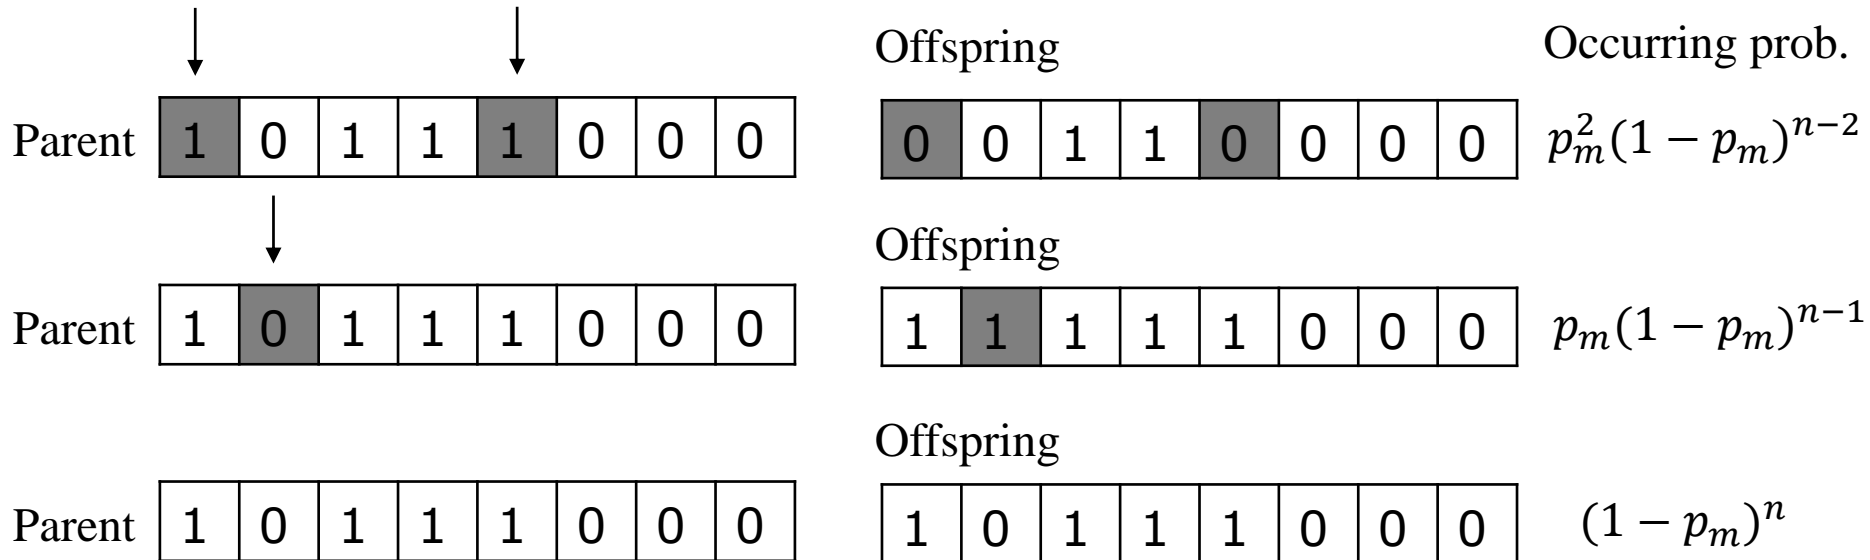 Offspring Occurring prob.
Parent 1 0 1 1 1 0 0 0 0 0 1 1 0 0 0 0 $p_m^2(1-p_m)^{n-2}$
Offspring
Parent 1 0 1 1 1 0 0 0 1 1 1 1 1 0 0 0 $p_m(1-p_m)^{n-1}$
Offspring
Parent 1 0 1 1 1 0 0 0 1 0 1 1 1 0 0 0 $(1-p_m)^n$